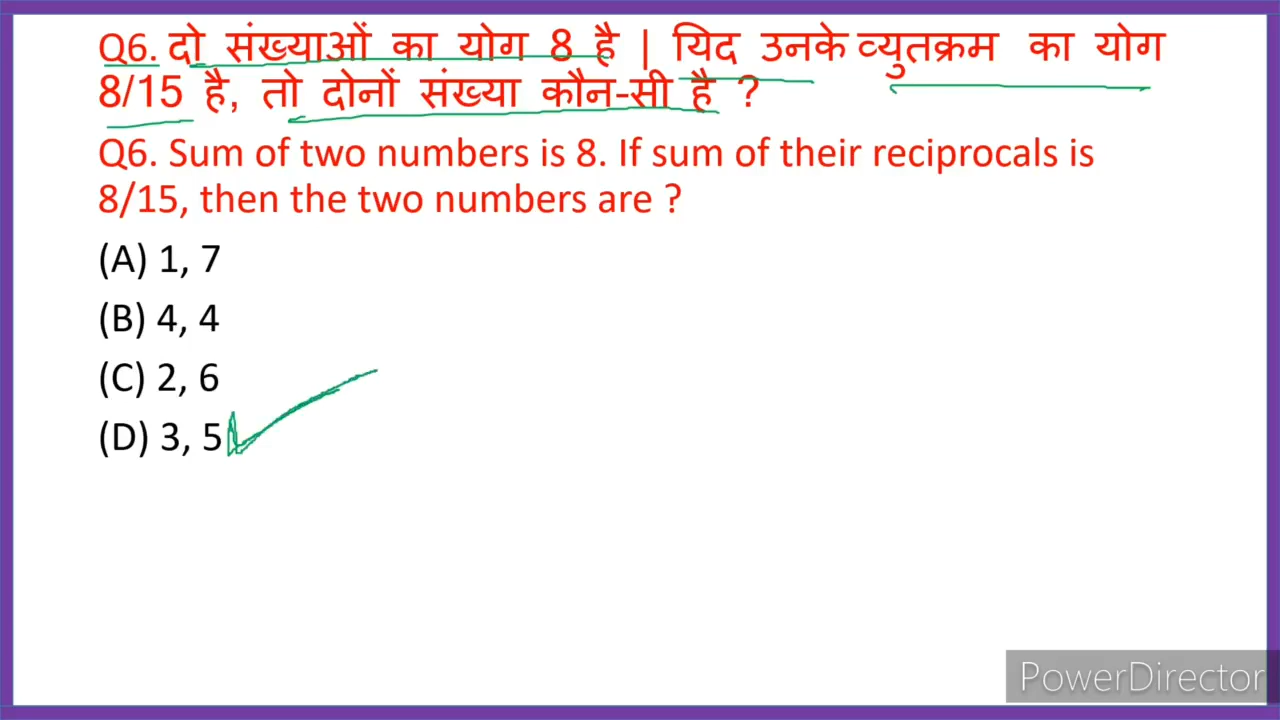 Q6. दो संख्याओं का योग 8 है | यिद उनके व्युतक्रम का योग
8/15 है, तो दोनों संख्या कौन-सी है ?
Q6. Sum of two numbers is 8. If sum of their reciprocals is
8/15, then the two numbers are ?
(A) 1, 7
(B) 4, 4
(C) 2, 6
(D) 3, 5
PowerDirector